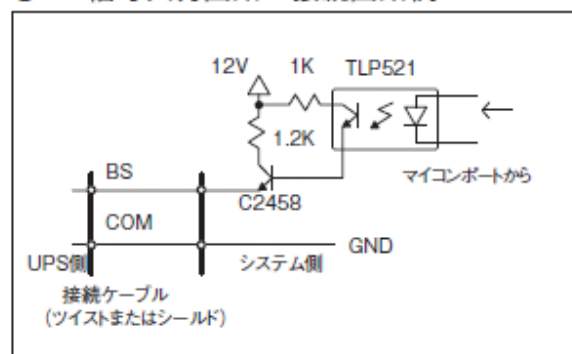 12V
1K
TLP521
1.2K
BS
C2458
マイコンポートから
COM
GND
UPS側
システム側
接続ケーブル
(ツイストまたはシールド)